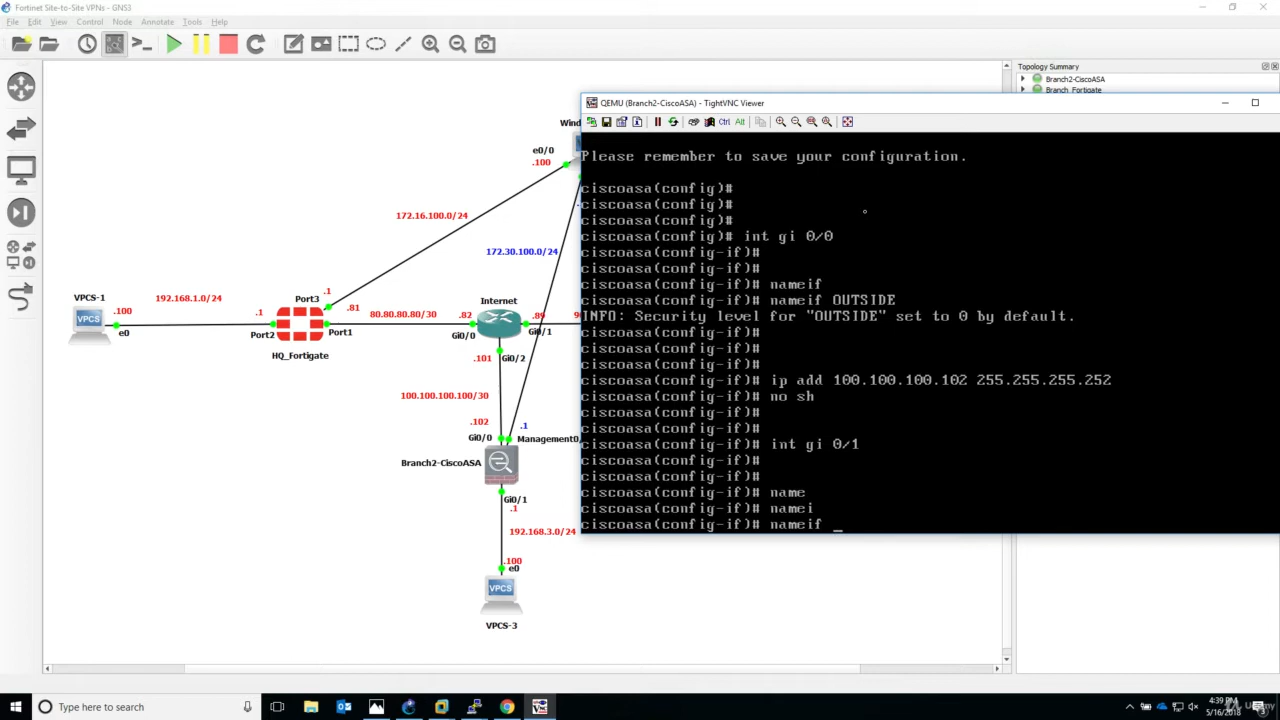 Fortinet Site-to-Site VPNs - GNS3
File Edit View Control Node Annotate Tools Help
Topology Summary
Branch2-CiscoASA
Branch_Fortigate
QEMU (Branch2-CiscoASA) - TightVNC Viewer
Ctrl Alt
Wind
e0/0
.100
172.16.100.0/24
172.30.100.0/24
VPCS-1
192.168.1.0/24
.100
VPCS
e0
.1
Port2
Port3
.1
.81
Port1
HQ_Fortigate
80.80.80.80/30
Internet
.82
Gi0/0
.89
Gi0/1
.101
Gi0/2
100.100.100.100/30
.102
.1
Gi0/0
Management0
Branch2-CiscoASA
Gi0/1
.1
192.168.3.0/24
.100
e0
VPCS
VPCS-3
Please remember to save your configuration.
ciscoasa(config)#
ciscoasa(config)#
ciscoasa(config)#
ciscoasa(config)# int gi 0/0
ciscoasa(config-if)#
ciscoasa(config-if)#
ciscoasa(config-if)# nameif
ciscoasa(config-if)# nameif OUTSIDE
INFO: Security level for "OUTSIDE" set to 0 by default.
ciscoasa(config-if)#
ciscoasa(config-if)#
ciscoasa(config-if)#
ciscoasa(config-if)# ip add 100.100.100.102 255.255.255.252
ciscoasa(config-if)# no sh
ciscoasa(config-if)#
ciscoasa(config-if)#
ciscoasa(config-if)# int gi 0/1
ciscoasa(config-if)#
ciscoasa(config-if)#
ciscoasa(config-if)# name
ciscoasa(config-if)# namei
ciscoasa(config-if)# nameif _
Type here to search
4:39 PM
5/16/2018
Udemy